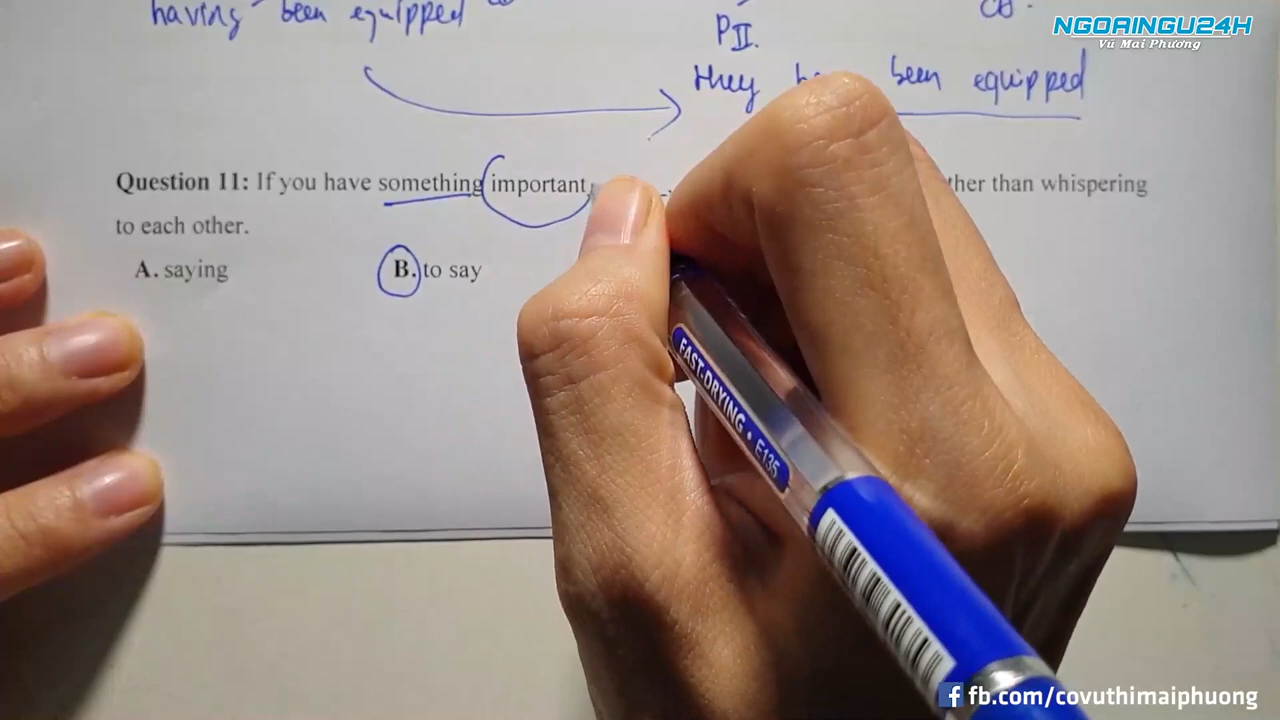 having been equipped
CĐ.
PII.
NGOAINGU24H
Vũ Mai Phương
they been equipped
Question 11: If you have something important, ther than whispering
to each other.
A. saying B. to say
FAST-DRYING • E135
fb.com/covuthimaiphuong